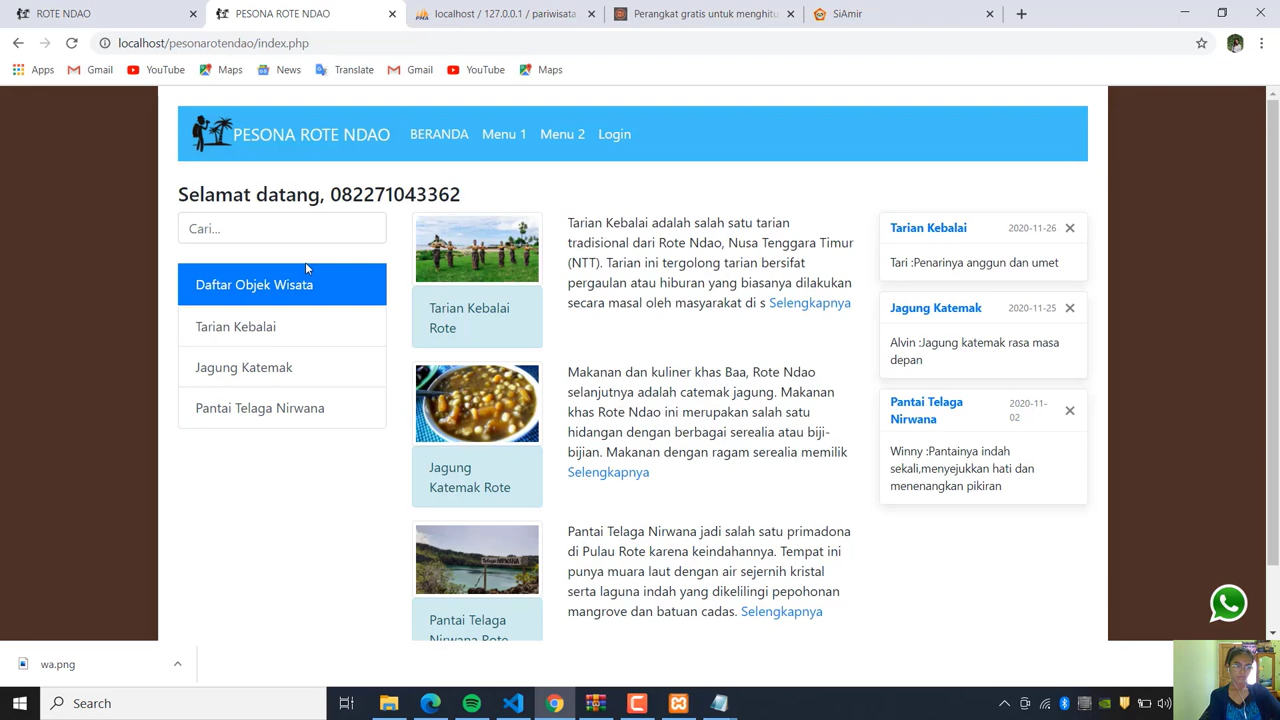 ROTE NDAO
PESONA ROTE NDAO
localhost / 127.0.0.1 / pariwisata
Perangkat gratis untuk menghitu
SiAmir
localhost/pesonarotendao/index.php
Apps
Gmail
YouTube
Maps
News
Translate
Gmail
YouTube
Maps
PESONA ROTE NDAO
BERANDA
Menu 1
Menu 2
Login
Selamat datang, 082271043362
Cari...
Daftar Objek Wisata
Tarian Kebalai
Jagung Katemak
Pantai Telaga Nirwana
Tarian Kebalai
Rote
Tarian Kebalai adalah salah satu tarian
tradisional dari Rote Ndao, Nusa Tenggara Timur
(NTT). Tarian ini tergolong tarian bersifat
pergaulan atau hiburan yang biasanya dilakukan
secara masal oleh masyarakat di s Selengkapnya
Jagung
Katemak Rote
Makanan dan kuliner khas Baa, Rote Ndao
selanjutnya adalah catemak jagung. Makanan
khas Rote Ndao ini merupakan salah satu
hidangan dengan berbagai serealia atau biji-
bijian. Makanan dengan ragam serealia memilik
Selengkapnya
Pantai Telaga
Nirwana Rote
Pantai Telaga Nirwana jadi salah satu primadona
di Pulau Rote karena keindahannya. Tempat ini
punya muara laut dengan air sejernih kristal
serta laguna indah yang dikelilingi pepohonan
mangrove dan batuan cadas. Selengkapnya
Tarian Kebalai
2020-11-26
Tari :Penarinya anggun dan umet
Jagung Katemak
2020-11-25
Alvin :Jagung katemak rasa masa
depan
Pantai Telaga
Nirwana
2020-11-
02
Winny :Pantainya indah
sekali,menyejukkan hati dan
menenangkan pikiran
wa.png
Search